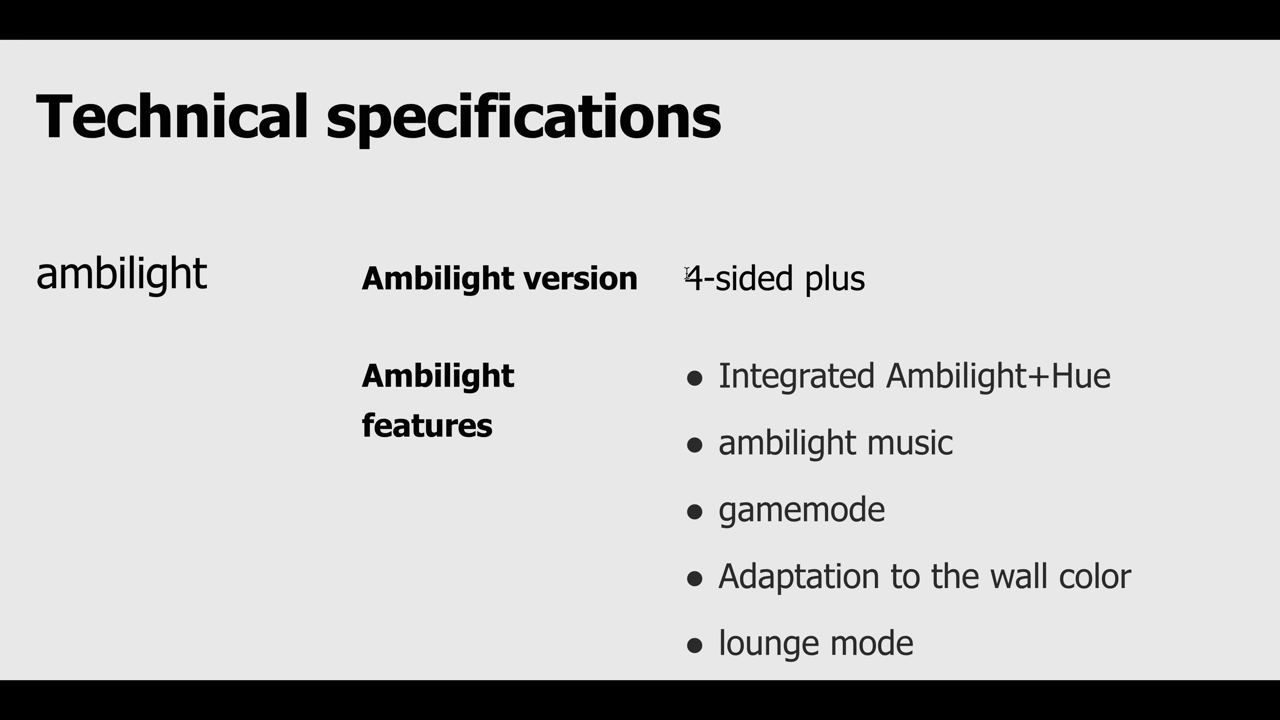 Technical specifications
ambilight
Ambilight version
4-sided plus
Ambilight
features
● Integrated Ambilight+Hue
● ambilight music
● gamemode
● Adaptation to the wall color
● lounge mode